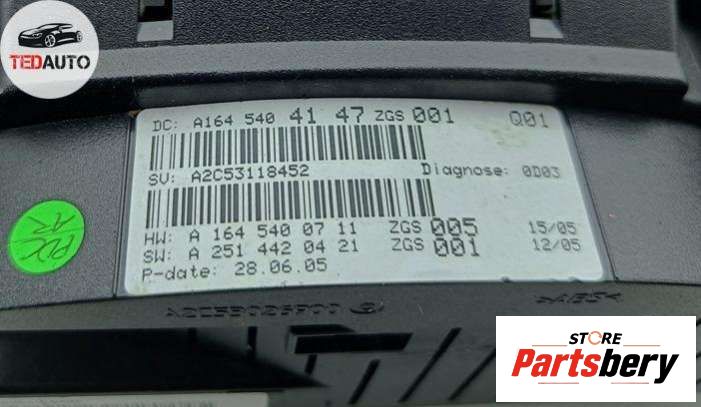 TEDAUTO
DC: A164 540 41 47 ZGS 001 Q01
SV: A2C53118452 Diagnose: 0D03
HW: A 164 540 07 11 ZGS 005 15/05
SW: A 251 442 04 21 ZGS 001 12/05
P-date: 28.06.05
>ABS<
STORE
Partsbery